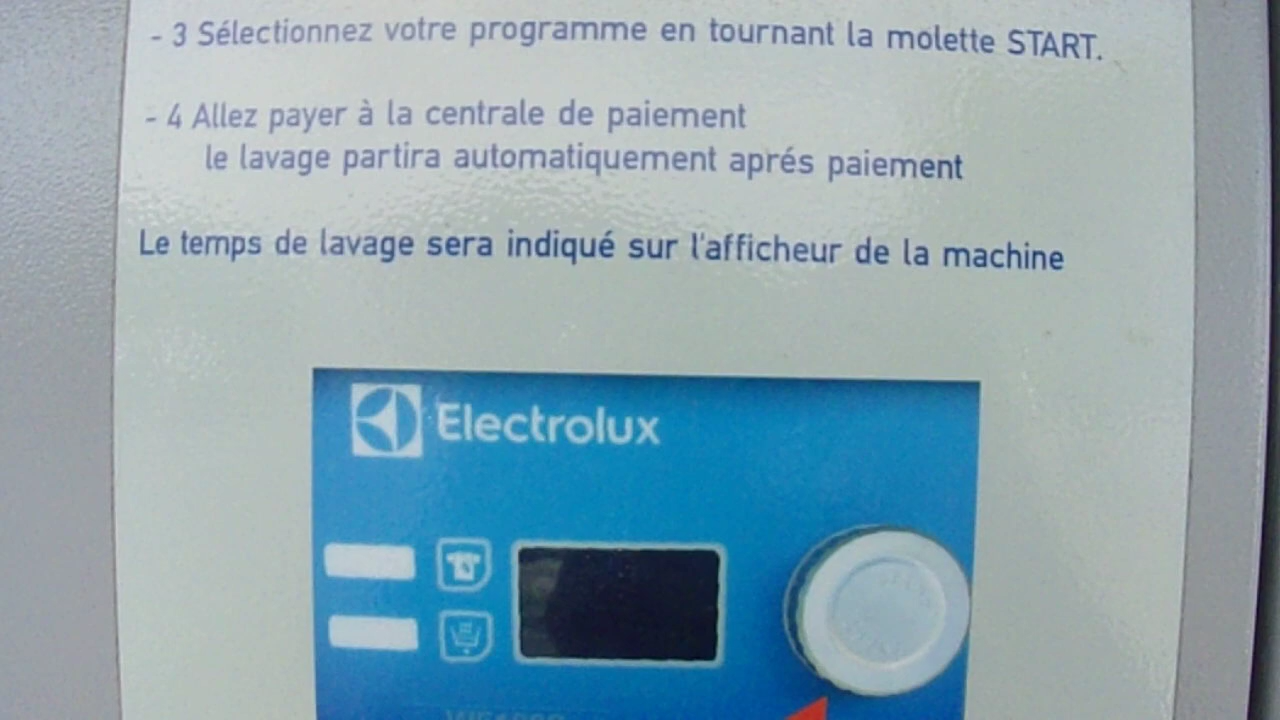 - 3 Sélectionnez votre programme en tournant la molette START.
- 4 Allez payer à la centrale de paiement
le lavage partira automatiquement aprés paiement
Le temps de lavage sera indiqué sur l'afficheur de la machine
Electrolux